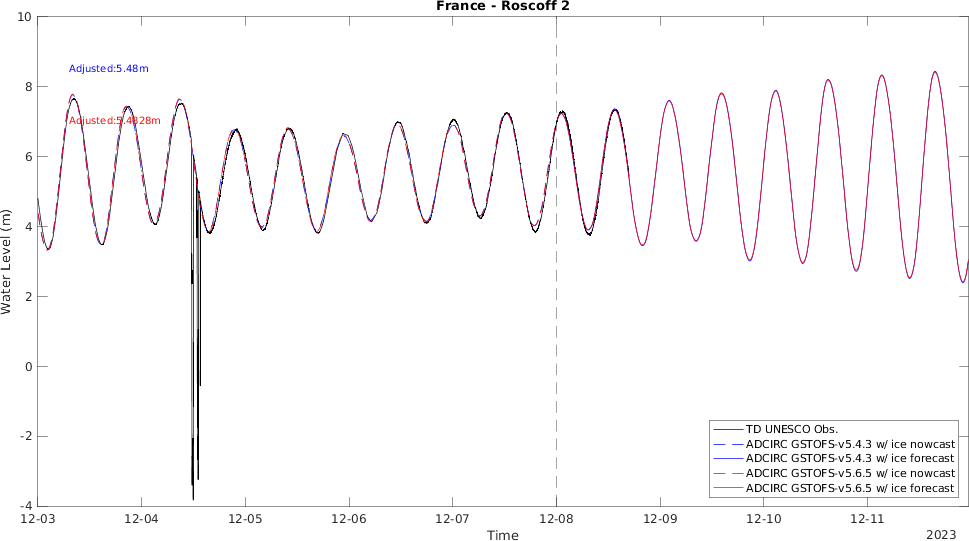 France - Roscoff 2
Water Level (m)
10
8
6
4
2
0
-2
-4
Adjusted:5.48m
Adjusted:5.4828m
TD UNESCO Obs.
ADCIRC GSTOFS-v5.4.3 w/ ice nowcast
ADCIRC GSTOFS-v5.4.3 w/ ice forecast
ADCIRC GSTOFS-v5.6.5 w/ ice nowcast
ADCIRC GSTOFS-v5.6.5 w/ ice forecast
12-03 12-04 12-05 12-06 12-07 12-08 12-09 12-10 12-11
Time
2023